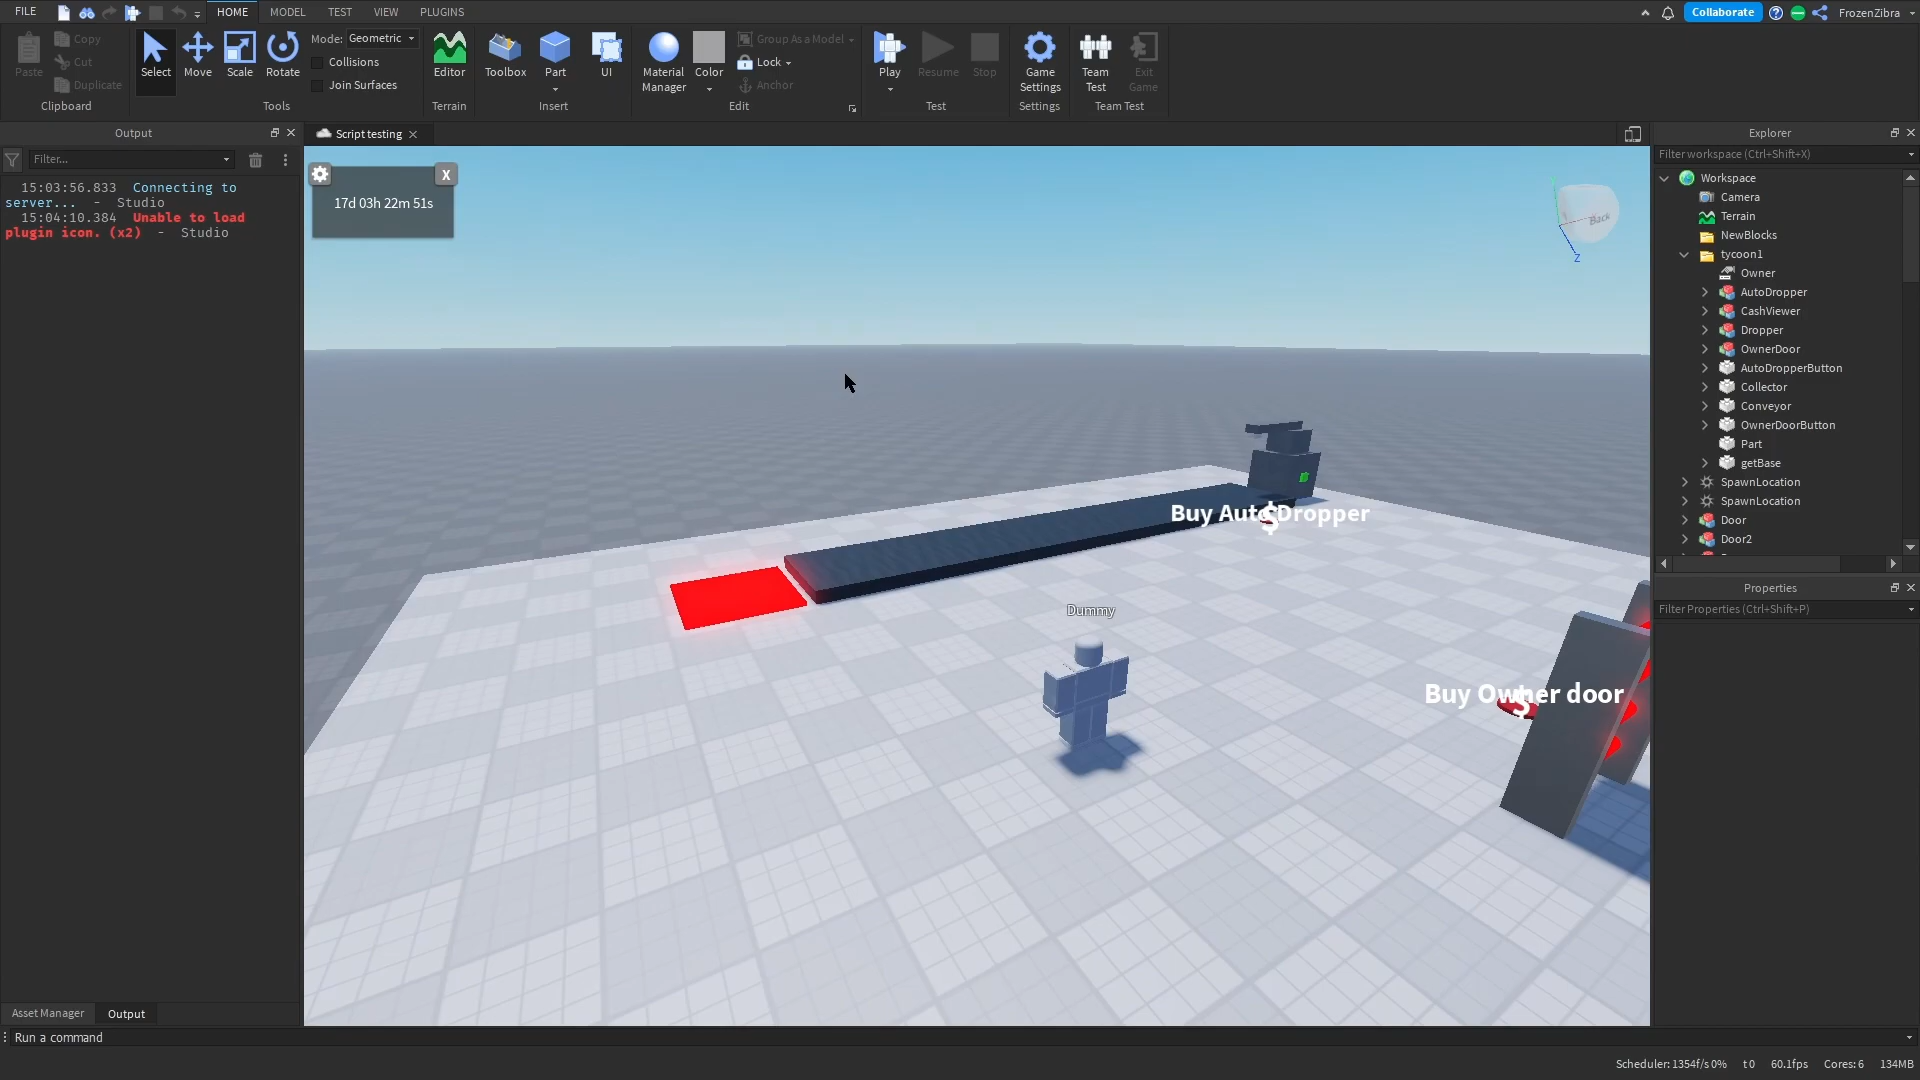 FILE
HOME
MODEL
TEST
VIEW
PLUGINS
Collaborate
FrozenZibra
Paste
Copy
Cut
Duplicate
Clipboard
Select
Move
Scale
Rotate
Mode: Geometric
Collisions
Join Surfaces
Tools
Editor
Terrain
Toolbox
Part
UI
Insert
Material
Manager
Color
Group As a Model
Lock
Anchor
Edit
Play
Resume
Stop
Test
Game
Settings
Settings
Team
Test
Exit
Game
Team Test
Output
Filter...
15:03:56.833 Connecting to
server... - Studio
15:04:10.384 Unable to load
plugin icon. (x2) - Studio
Asset Manager
Output
Script testing
X
17d 03h 22m 51s
Back
Z
Buy Auto Dropper
$
Dummy
Buy Owner door
$
Explorer
Filter workspace (Ctrl+Shift+X)
Workspace
Camera
Terrain
NewBlocks
tycoon1
Owner
AutoDropper
CashViewer
Dropper
OwnerDoor
AutoDropperButton
Collector
Conveyor
OwnerDoorButton
Part
getBase
SpawnLocation
SpawnLocation
Door
Door2
Properties
Filter Properties (Ctrl+Shift+P)
Run a command
Scheduler: 1354f/s 0% t 0 60.1fps Cores: 6 134MB